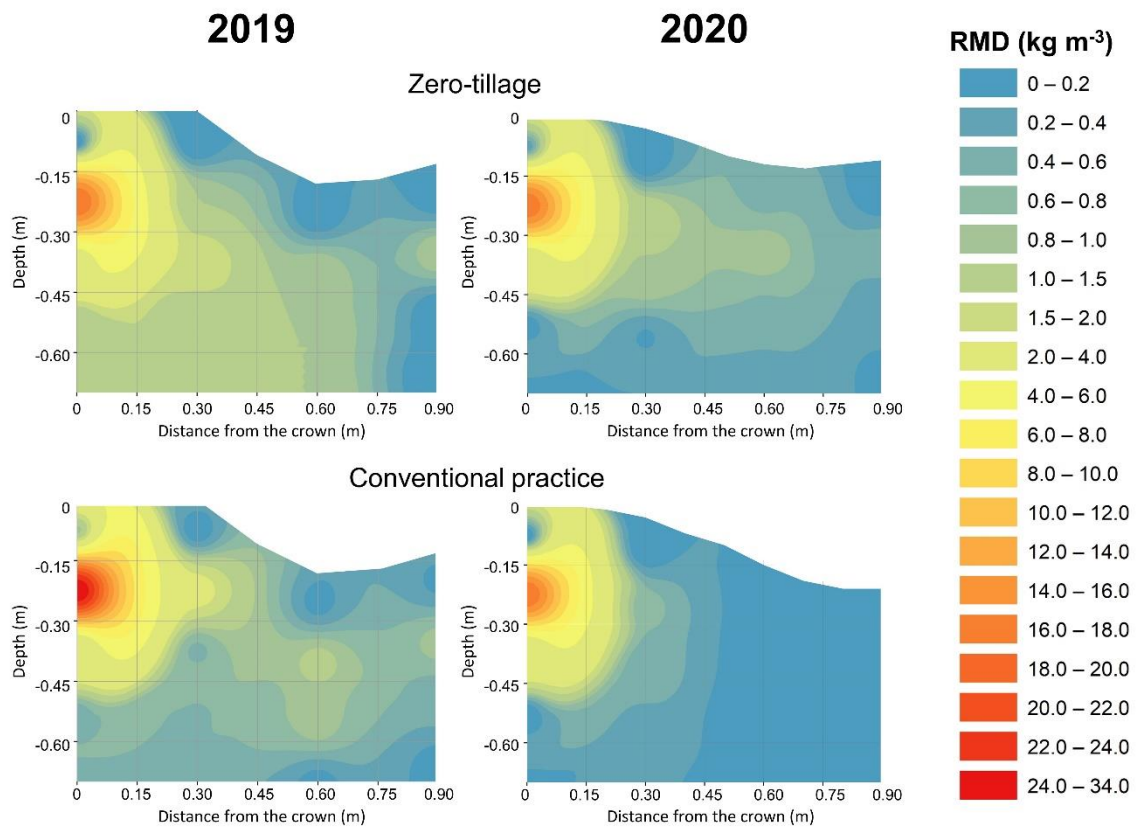 2019
2020
RMD (kg m⁻³)
Zero-tillage
0
-0.15
-0.30
-0.45
-0.60
Depth (m)
0 0.15 0.30 0.45 0.60 0.75 0.90
Distance from the crown (m)
0
-0.15
-0.30
-0.45
-0.60
Depth (m)
0 0.15 0.30 0.45 0.60 0.75 0.90
Distance from the crown (m)
Conventional practice
0
-0.15
-0.30
-0.45
-0.60
Depth (m)
0 0.15 0.30 0.45 0.60 0.75 0.90
Distance from the crown (m)
0
-0.15
-0.30
-0.45
-0.60
Depth (m)
0 0.15 0.30 0.45 0.60 0.75 0.90
Distance from the crown (m)
0 – 0.2
0.2 – 0.4
0.4 – 0.6
0.6 – 0.8
0.8 – 1.0
1.0 – 1.5
1.5 – 2.0
2.0 – 4.0
4.0 – 6.0
6.0 – 8.0
8.0 – 10.0
10.0 – 12.0
12.0 – 14.0
14.0 – 16.0
16.0 – 18.0
18.0 – 20.0
20.0 – 22.0
22.0 – 24.0
24.0 – 34.0